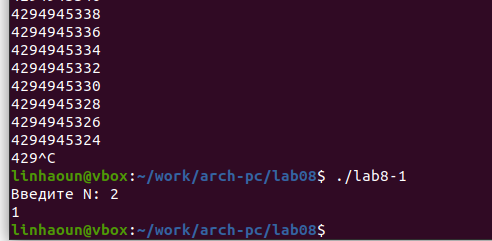 4294945338
4294945336
4294945334
4294945332
4294945330
4294945328
4294945326
4294945324
429^C
linhaoun@vbox:~/work/arch-pc/lab08$ ./lab8-1
Введите N: 2
1
linhaoun@vbox:~/work/arch-pc/lab08$